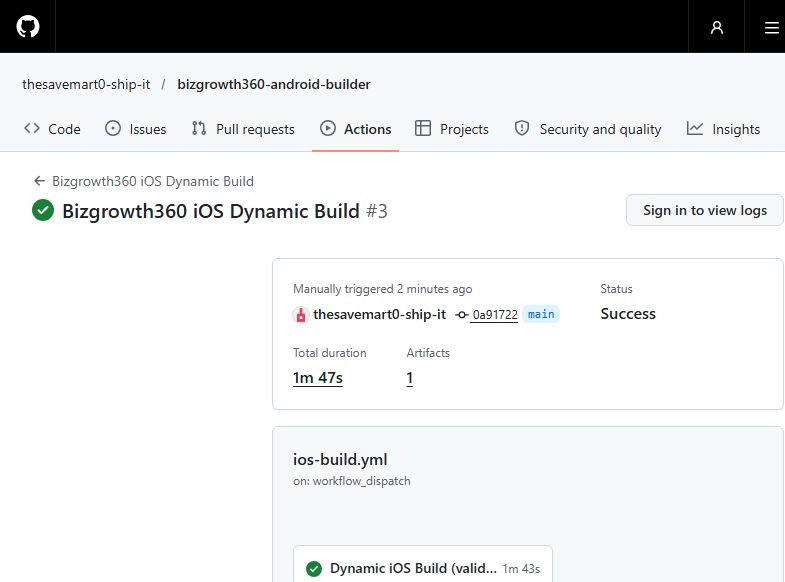 thesavemart0-ship-it / bizgrowth360-android-builder
Code Issues Pull requests Actions Projects Security and quality Insights
Bizgrowth360 iOS Dynamic Build
Bizgrowth360 iOS Dynamic Build #3
Sign in to view logs
Manually triggered 2 minutes ago
Status
thesavemart0-ship-it 0a91722 main
Success
Total duration
Artifacts
1m 47s
1
ios-build.yml
on: workflow_dispatch
Dynamic iOS Build (valid... 1m 43s